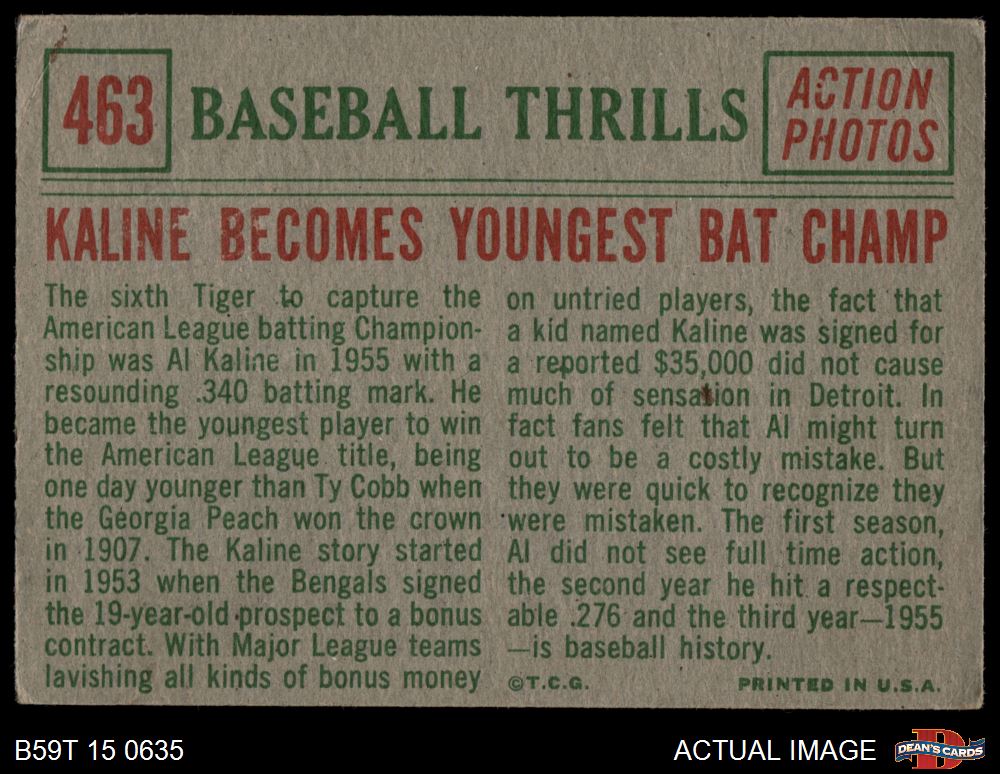 463
BASEBALL THRILLS
ACTION
PHOTOS
KALINE BECOMES YOUNGEST BAT CHAMP
The sixth Tiger to capture the
American League batting Champion-
ship was Al Kaline in 1955 with a
resounding .340 batting mark. He
became the youngest player to win
the American League title, being
one day younger than Ty Cobb when
the Georgia Peach won the crown
in 1907. The Kaline story started
in 1953 when the Bengals signed
the 19-year-old prospect to a bonus
contract. With Major League teams
lavishing all kinds of bonus money
on untried players, the fact that
a kid named Kaline was signed for
a reported $35,000 did not cause
much of sensation in Detroit. In
fact fans felt that Al might turn
out to be a costly mistake. But
they were quick to recognize they
were mistaken. The first season,
Al did not see full time action,
the second year he hit a respect-
able .276 and the third year—1955
—is baseball history.
©T.C.G.
PRINTED IN U.S.A.
B59T 15 0635
ACTUAL IMAGE
DEAN'S CARDS